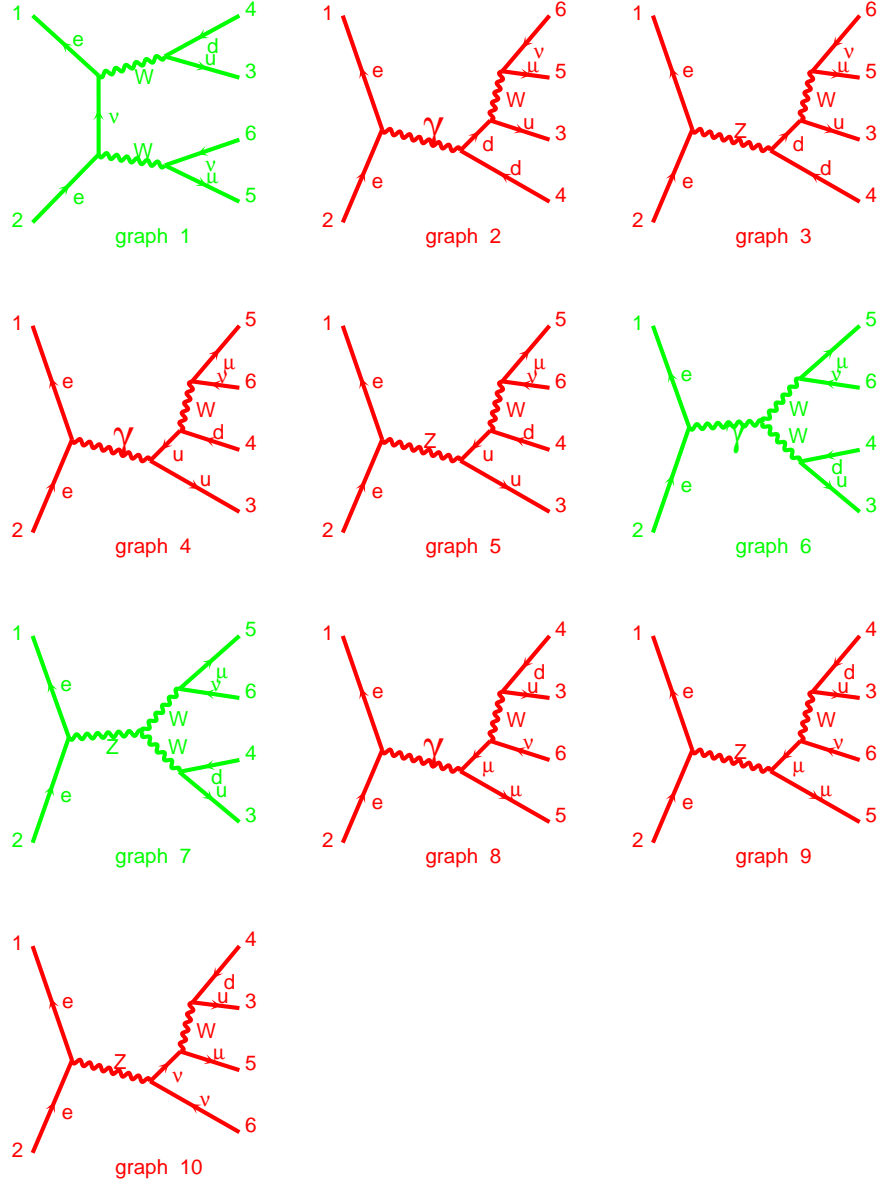 1 e W d u 4 3
ν
W ν μ 6 5
2 e
graph 1
1 e γ d W ν μ 6 5
u 3
d 4
2 e
graph 2
1 e Z d W ν μ 6 5
u 3
d 4
2 e
graph 3
1 e γ u W μ ν 5 6
d 4
u 3
2 e
graph 4
1 e Z u W μ ν 5 6
d 4
u 3
2 e
graph 5
1 e γ W μ ν 5 6
W d u 4 3
2 e
graph 6
1 e Z W μ ν 5 6
W d u 4 3
2 e
graph 7
1 e γ μ W d u 4 3
ν 6
μ 5
2 e
graph 8
1 e Z μ W d u 4 3
ν 6
μ 5
2 e
graph 9
1 e Z ν W d u 4 3
μ 5
ν 6
2 e
graph 10